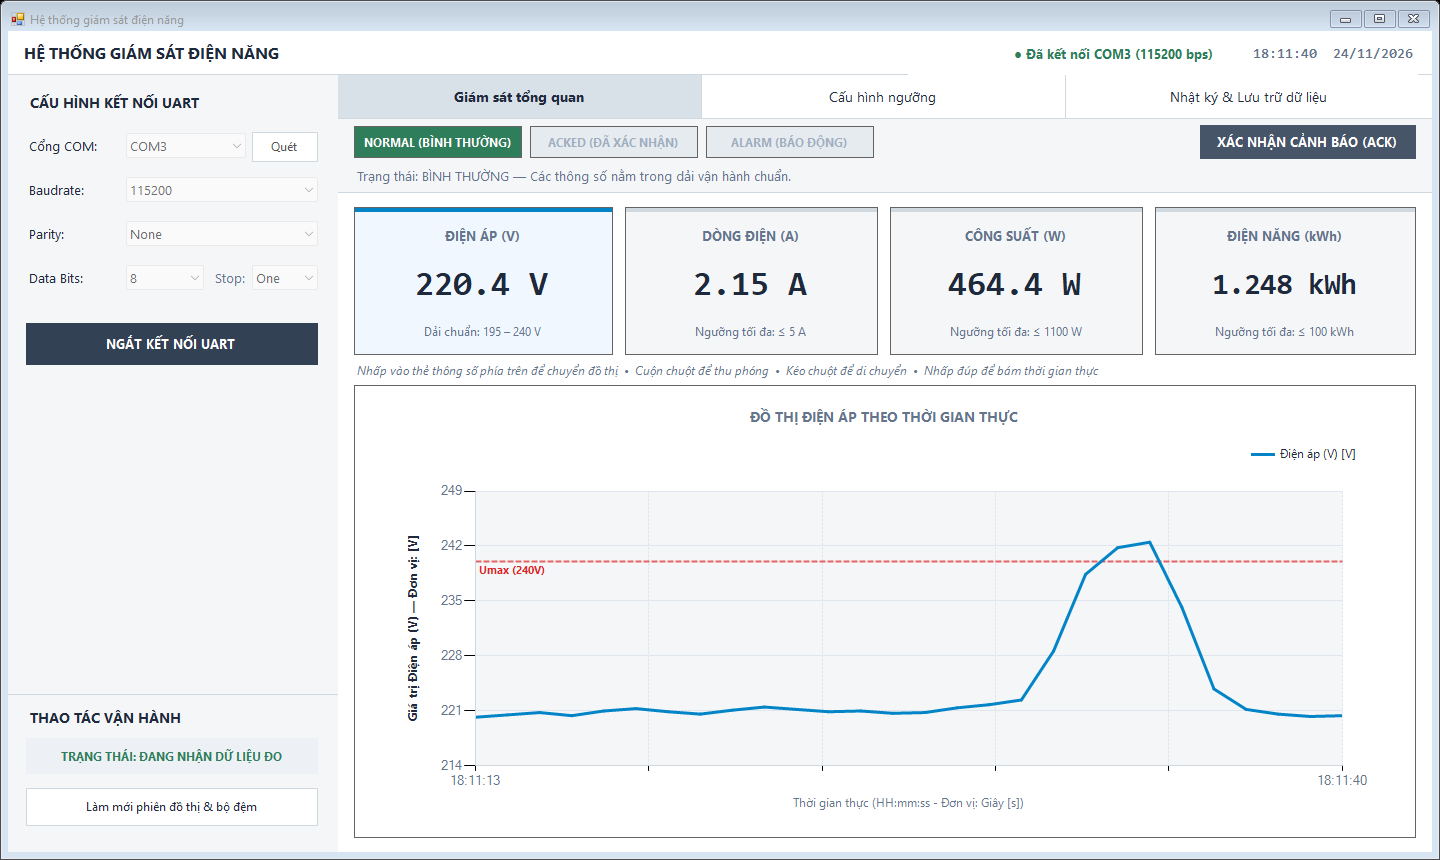 Hệ thống giám sát điện năng
HỆ THỐNG GIÁM SÁT ĐIỆN NĂNG
● Đã kết nối COM3 (115200 bps)
18:11:40 24/11/2026
CẤU HÌNH KẾT NỐI UART
Cổng COM:
COM3
Quét
Baudrate:
115200
Parity:
None
Data Bits:
8
Stop:
One
NGẮT KẾT NỐI UART
THAO TÁC VẬN HÀNH
TRẠNG THÁI: ĐANG NHẬN DỮ LIỆU ĐO
Làm mới phiên đồ thị & bộ đệm
Giám sát tổng quan
Cấu hình ngưỡng
Nhật ký & Lưu trữ dữ liệu
NORMAL (BÌNH THƯỜNG)
ACKED (ĐÃ XÁC NHẬN)
ALARM (BÁO ĐỘNG)
XÁC NHẬN CẢNH BÁO (ACK)
Trạng thái: BÌNH THƯỜNG — Các thông số nằm trong dải vận hành chuẩn.
ĐIỆN ÁP (V)
220.4 V
Dải chuẩn: 195 – 240 V
DÒNG ĐIỆN (A)
2.15 A
Ngưỡng tối đa: ≤ 5 A
CÔNG SUẤT (W)
464.4 W
Ngưỡng tối đa: ≤ 1100 W
ĐIỆN NĂNG (kWh)
1.248 kWh
Ngưỡng tối đa: ≤ 100 kWh
Nhấp vào thẻ thông số phía trên để chuyển đồ thị • Cuộn chuột để thu phóng • Kéo chuột để di chuyển • Nhấp đúp để bám thời gian thực
ĐỒ THỊ ĐIỆN ÁP THEO THỜI GIAN THỰC
Điện áp (V) [V]
Giá trị Điện áp (V) — Đơn vị: [V]
249
242
235
228
221
214
Umax (240V)
18:11:13
18:11:40
Thời gian thực (HH:mm:ss - Đơn vị: Giây [s])